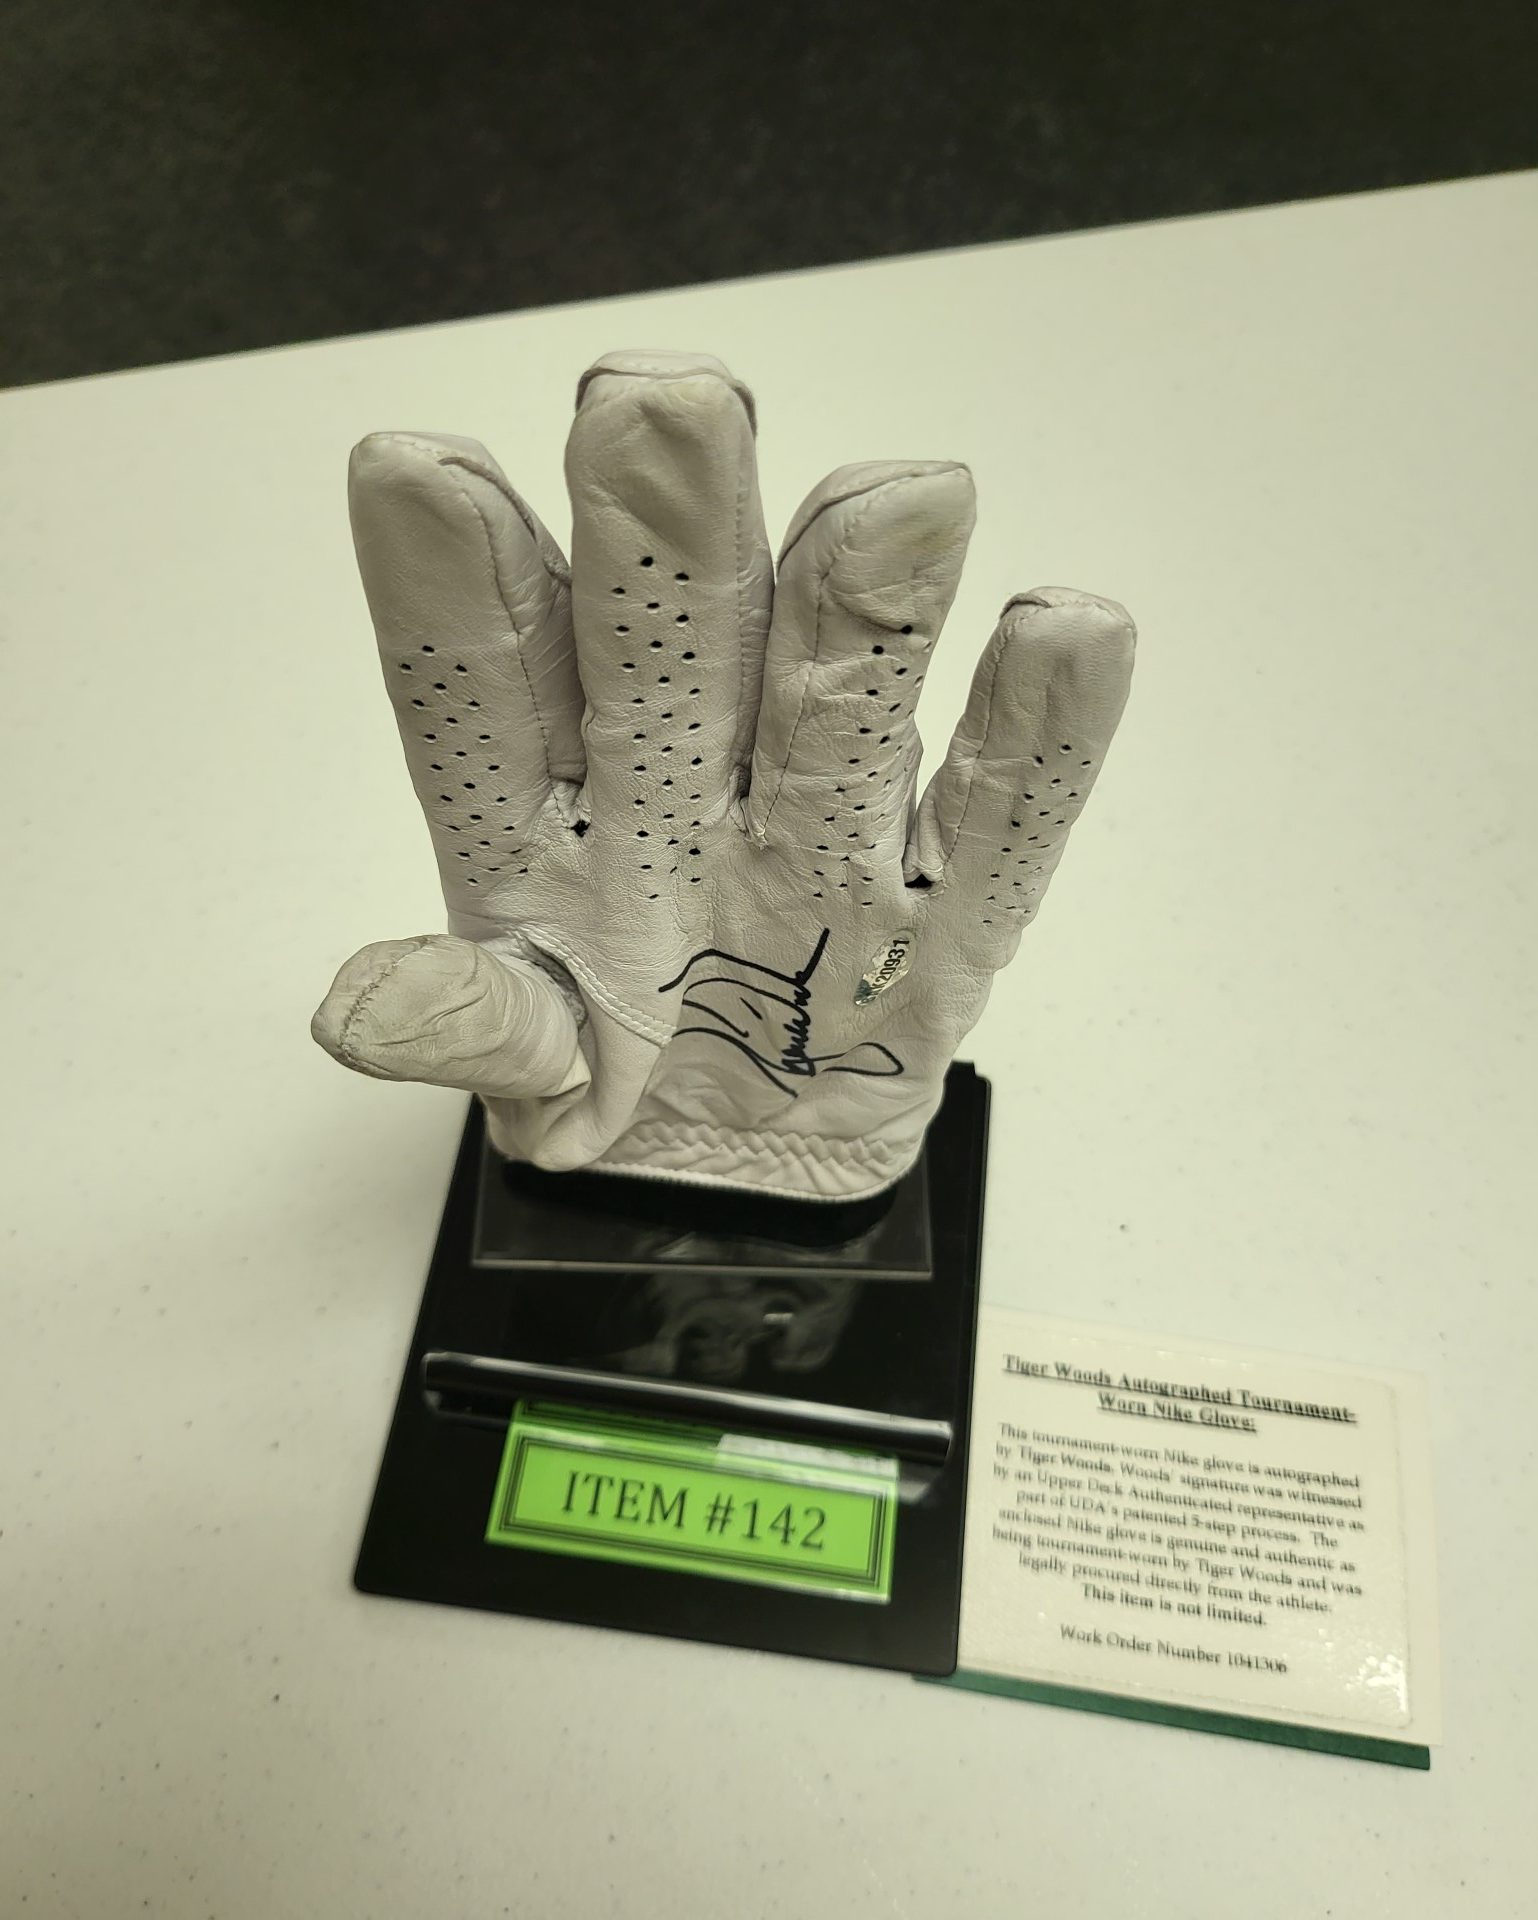 20931
ITEM #142
Tiger Woods Autographed Tournament-
Worn Nike Glove:
This tournament-worn Nike glove is autographed
by Tiger Woods. Woods' signature was witnessed
by an Upper Deck Authenticated representative as
part of UDA's patented 5-step process. The
enclosed Nike glove is genuine and authentic as
being tournament-worn by Tiger Woods and was
legally procured directly from the athlete.
This item is not limited.
Work Order Number 1041306